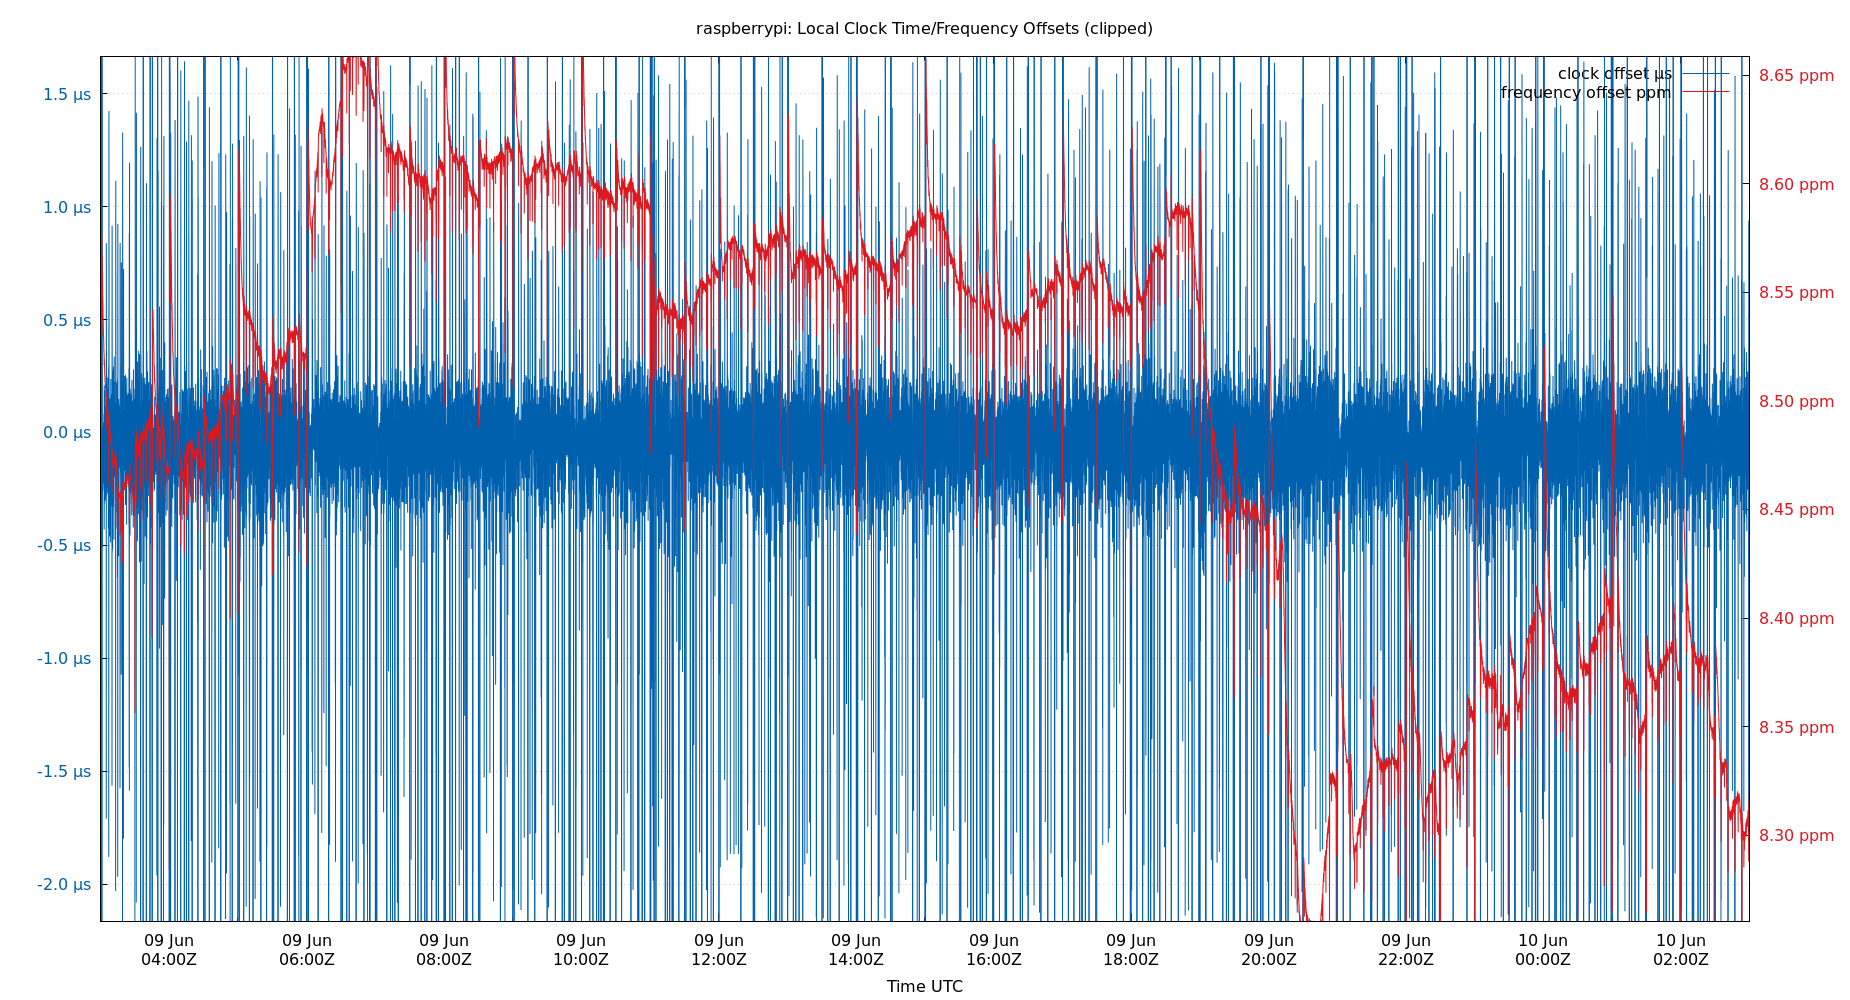 raspberrypi: Local Clock Time/Frequency Offsets (clipped)
clock offset µs
frequency offset ppm
1.5 µs
1.0 µs
0.5 µs
0.0 µs
-0.5 µs
-1.0 µs
-1.5 µs
-2.0 µs
8.65 ppm
8.60 ppm
8.55 ppm
8.50 ppm
8.45 ppm
8.40 ppm
8.35 ppm
8.30 ppm
09 Jun 09 Jun 09 Jun 09 Jun 09 Jun 09 Jun 09 Jun 09 Jun 09 Jun 09 Jun 10 Jun 10 Jun
04:00Z 06:00Z 08:00Z 10:00Z 12:00Z 14:00Z 16:00Z 18:00Z 20:00Z 22:00Z 00:00Z 02:00Z
Time UTC